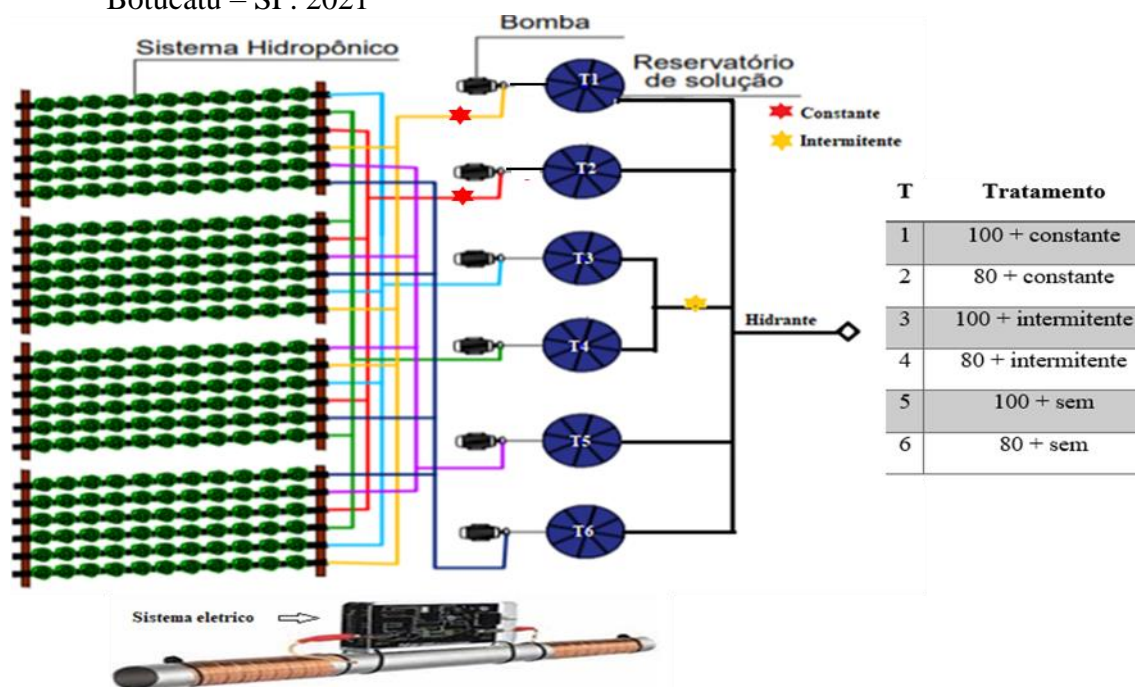 Botucatu – SP. 2021
Bomba
Sistema Hidropônico
Reservatório
de solução
T1
Constante
Intermitente
T2
T3
T4
T5
T6
Hidrante
T Tratamento
1 100 + constante
2 80 + constante
3 100 + intermitente
4 80 + intermitente
5 100 + sem
6 80 + sem
Sistema eletrico